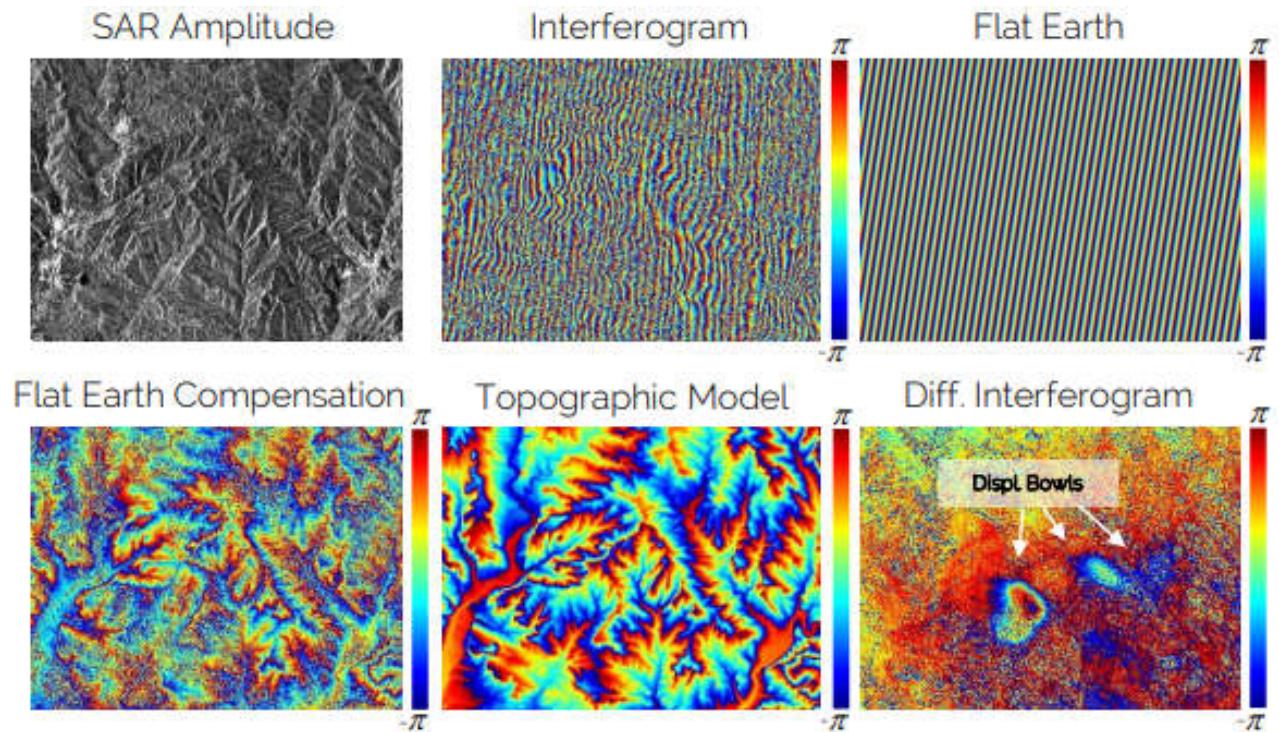 SAR Amplitude
Interferogram
π
Flat Earth
π
-π
-π
Flat Earth Compensation
π
Topographic Model
π
Diff. Interferogram
π
Displ. Bowls
-π
-π
-π